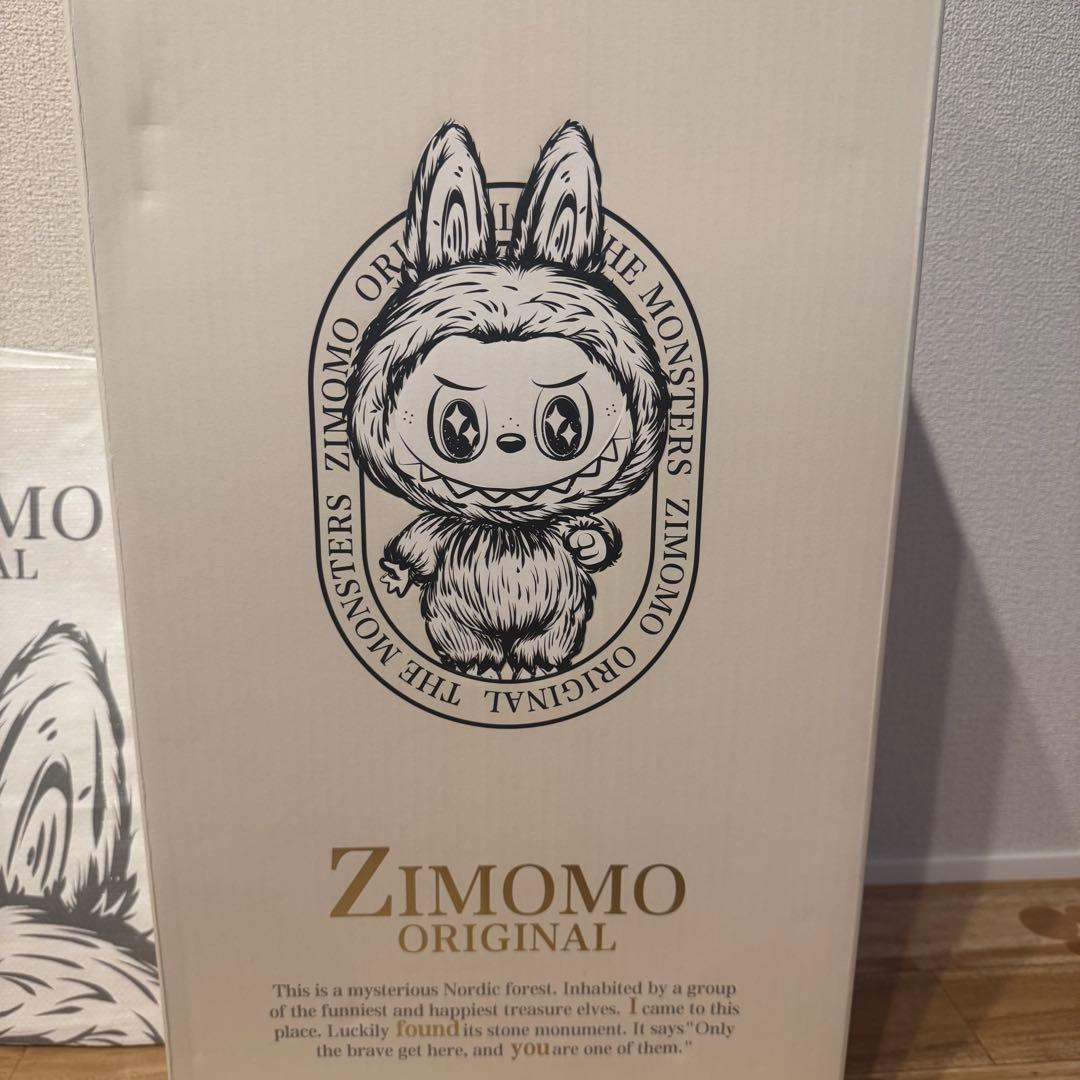 ZIMOMO ORI
THE MONSTERS
ZIMOMO ORIGINAL
THE MONSTERS
MO
AL
ZIMOMO
ORIGINAL
This is a mysterious Nordic forest. Inhabited by a group
of the funniest and happiest treasure elves. I came to this
place. Luckily found its stone monument. It says"Only
the brave get here, and you are one of them."